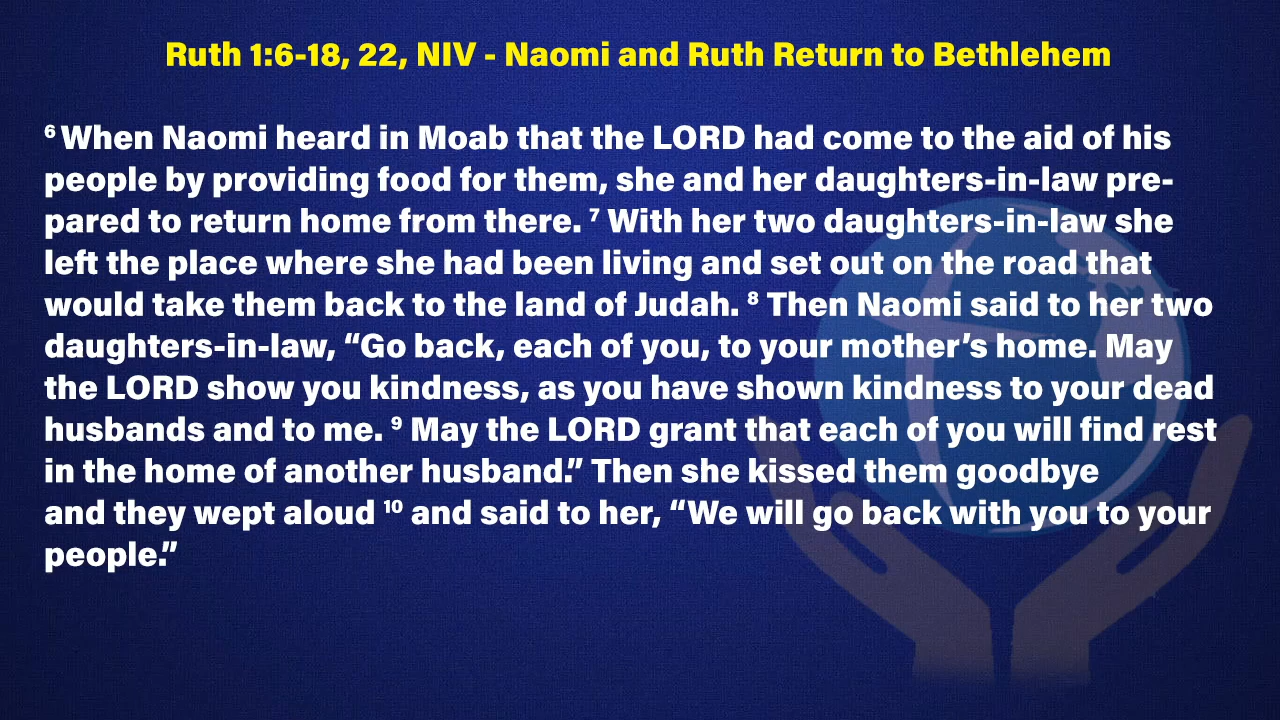 Ruth 1:6-18, 22, NIV - Naomi and Ruth Return to Bethlehem
⁶ When Naomi heard in Moab that the LORD had come to the aid of his
people by providing food for them, she and her daughters-in-law pre-
pared to return home from there. ⁷ With her two daughters-in-law she
left the place where she had been living and set out on the road that
would take them back to the land of Judah. ⁸ Then Naomi said to her two
daughters-in-law, “Go back, each of you, to your mother’s home. May
the LORD show you kindness, as you have shown kindness to your dead
husbands and to me. ⁹ May the LORD grant that each of you will find rest
in the home of another husband.” Then she kissed them goodbye
and they wept aloud ¹⁰ and said to her, “We will go back with you to your
people.”